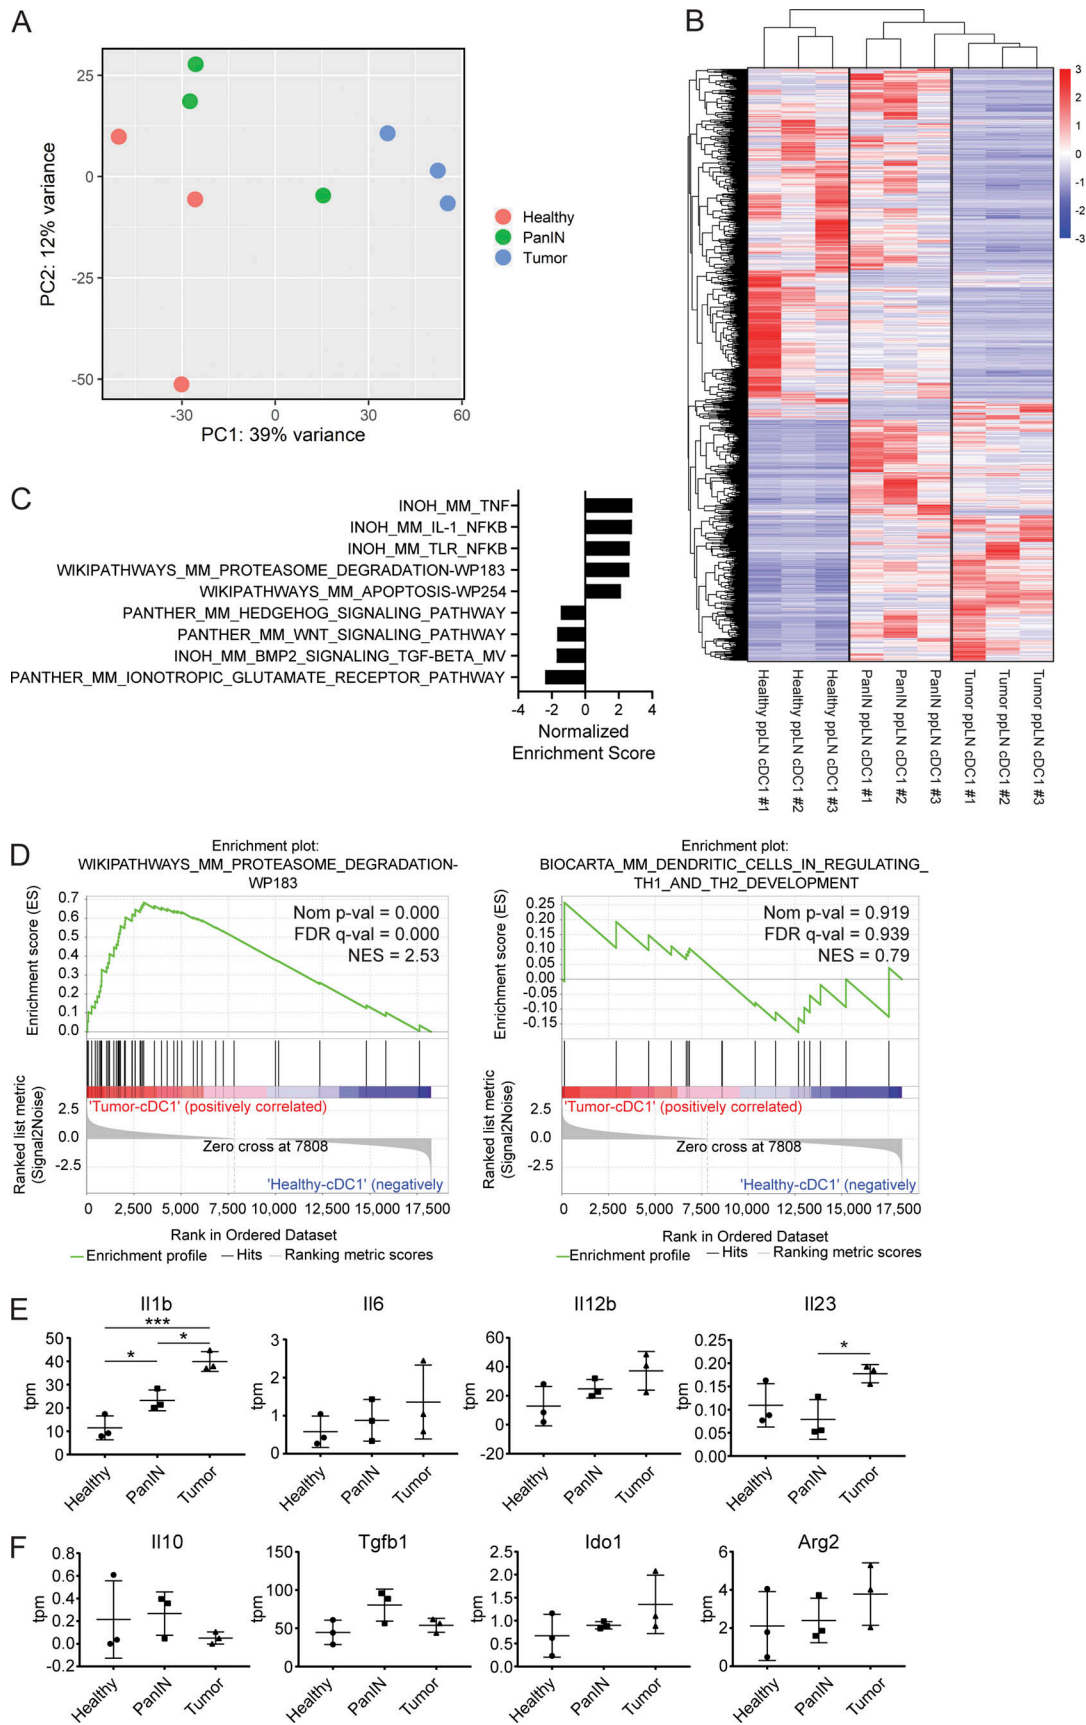 A
25
0
-25
-50
PC2: 12% variance
-30
0
30
60
PC1: 39% variance
Healthy
PanIN
Tumor
B
3
2
1
0
-1
-2
-3
Healthy ppLN cDC1 #1
Healthy ppLN cDC1 #2
Healthy ppLN cDC1 #3
PanIN ppLN cDC1 #1
PanIN ppLN cDC1 #2
PanIN ppLN cDC1 #3
Tumor ppLN cDC1 #1
Tumor ppLN cDC1 #2
Tumor ppLN cDC1 #3
C
INOH_MM_TNF
INOH_MM_IL-1_NFKB
INOH_MM_TLR_NFKB
WIKIPATHWAYS_MM_PROTEASOME_DEGRADATION-WP183
WIKIPATHWAYS_MM_APOPTOSIS-WP254
PANTHER_MM_HEDGEHOG_SIGNALING_PATHWAY
PANTHER_MM_WNT_SIGNALING_PATHWAY
INOH_MM_BMP2_SIGNALING_TGF-BETA_MV
PANTHER_MM_IONOTROPIC_GLUTAMATE_RECEPTOR_PATHWAY
-4 -2 0 2 4
Normalized
Enrichment Score
D
Enrichment plot:
WIKIPATHWAYS_MM_PROTEASOME_DEGRADATION-
WP183
0.7
0.6
0.5
0.4
0.3
0.2
0.1
0.0
Enrichment score (ES)
Nom p-val = 0.000
FDR q-val = 0.000
NES = 2.53
Ranked list metric
(Signal2Noise)
2.5
0.0
-2.5
'Tumor-cDC1' (positively correlated)
Zero cross at 7808
'Healthy-cDC1' (negatively
0 2,500 5,000 7,500 10,000 12,500 15,000 17,500
Rank in Ordered Dataset
Enrichment profile Hits Ranking metric scores
Enrichment plot:
BIOCARTA_MM_DENDRITIC_CELLS_IN_REGULATING_
TH1_AND_TH2_DEVELOPMENT
0.25
0.20
0.15
0.10
0.05
0.00
-0.05
-0.10
-0.15
Enrichment score (ES)
Nom p-val = 0.919
FDR q-val = 0.939
NES = 0.79
Ranked list metric
(Signal2Noise)
2.5
0.0
-2.5
'Tumor-cDC1' (positively correlated)
Zero cross at 7808
'Healthy-cDC1' (negatively
0 2,500 5,000 7,500 10,000 12,500 15,000 17,500
Rank in Ordered Dataset
Enrichment profile Hits Ranking metric scores
E
Il1b
50
40
30
20
10
0
tpm
***
*
*
Healthy
PanIN
Tumor
Il6
3
2
1
0
tpm
Healthy
PanIN
Tumor
Il12b
60
40
20
0
-20
tpm
Healthy
PanIN
Tumor
Il23
0.25
0.20
0.15
0.10
0.05
0.00
tpm
*
Healthy
PanIN
Tumor
F
Il10
0.8
0.6
0.4
0.2
0.0
-0.2
tpm
Healthy
PanIN
Tumor
Tgfb1
150
100
50
0
tpm
Healthy
PanIN
Tumor
Ido1
2.5
2.0
1.5
1.0
0.5
0.0
tpm
Healthy
PanIN
Tumor
Arg2
6
4
2
0
tpm
Healthy
PanIN
Tumor